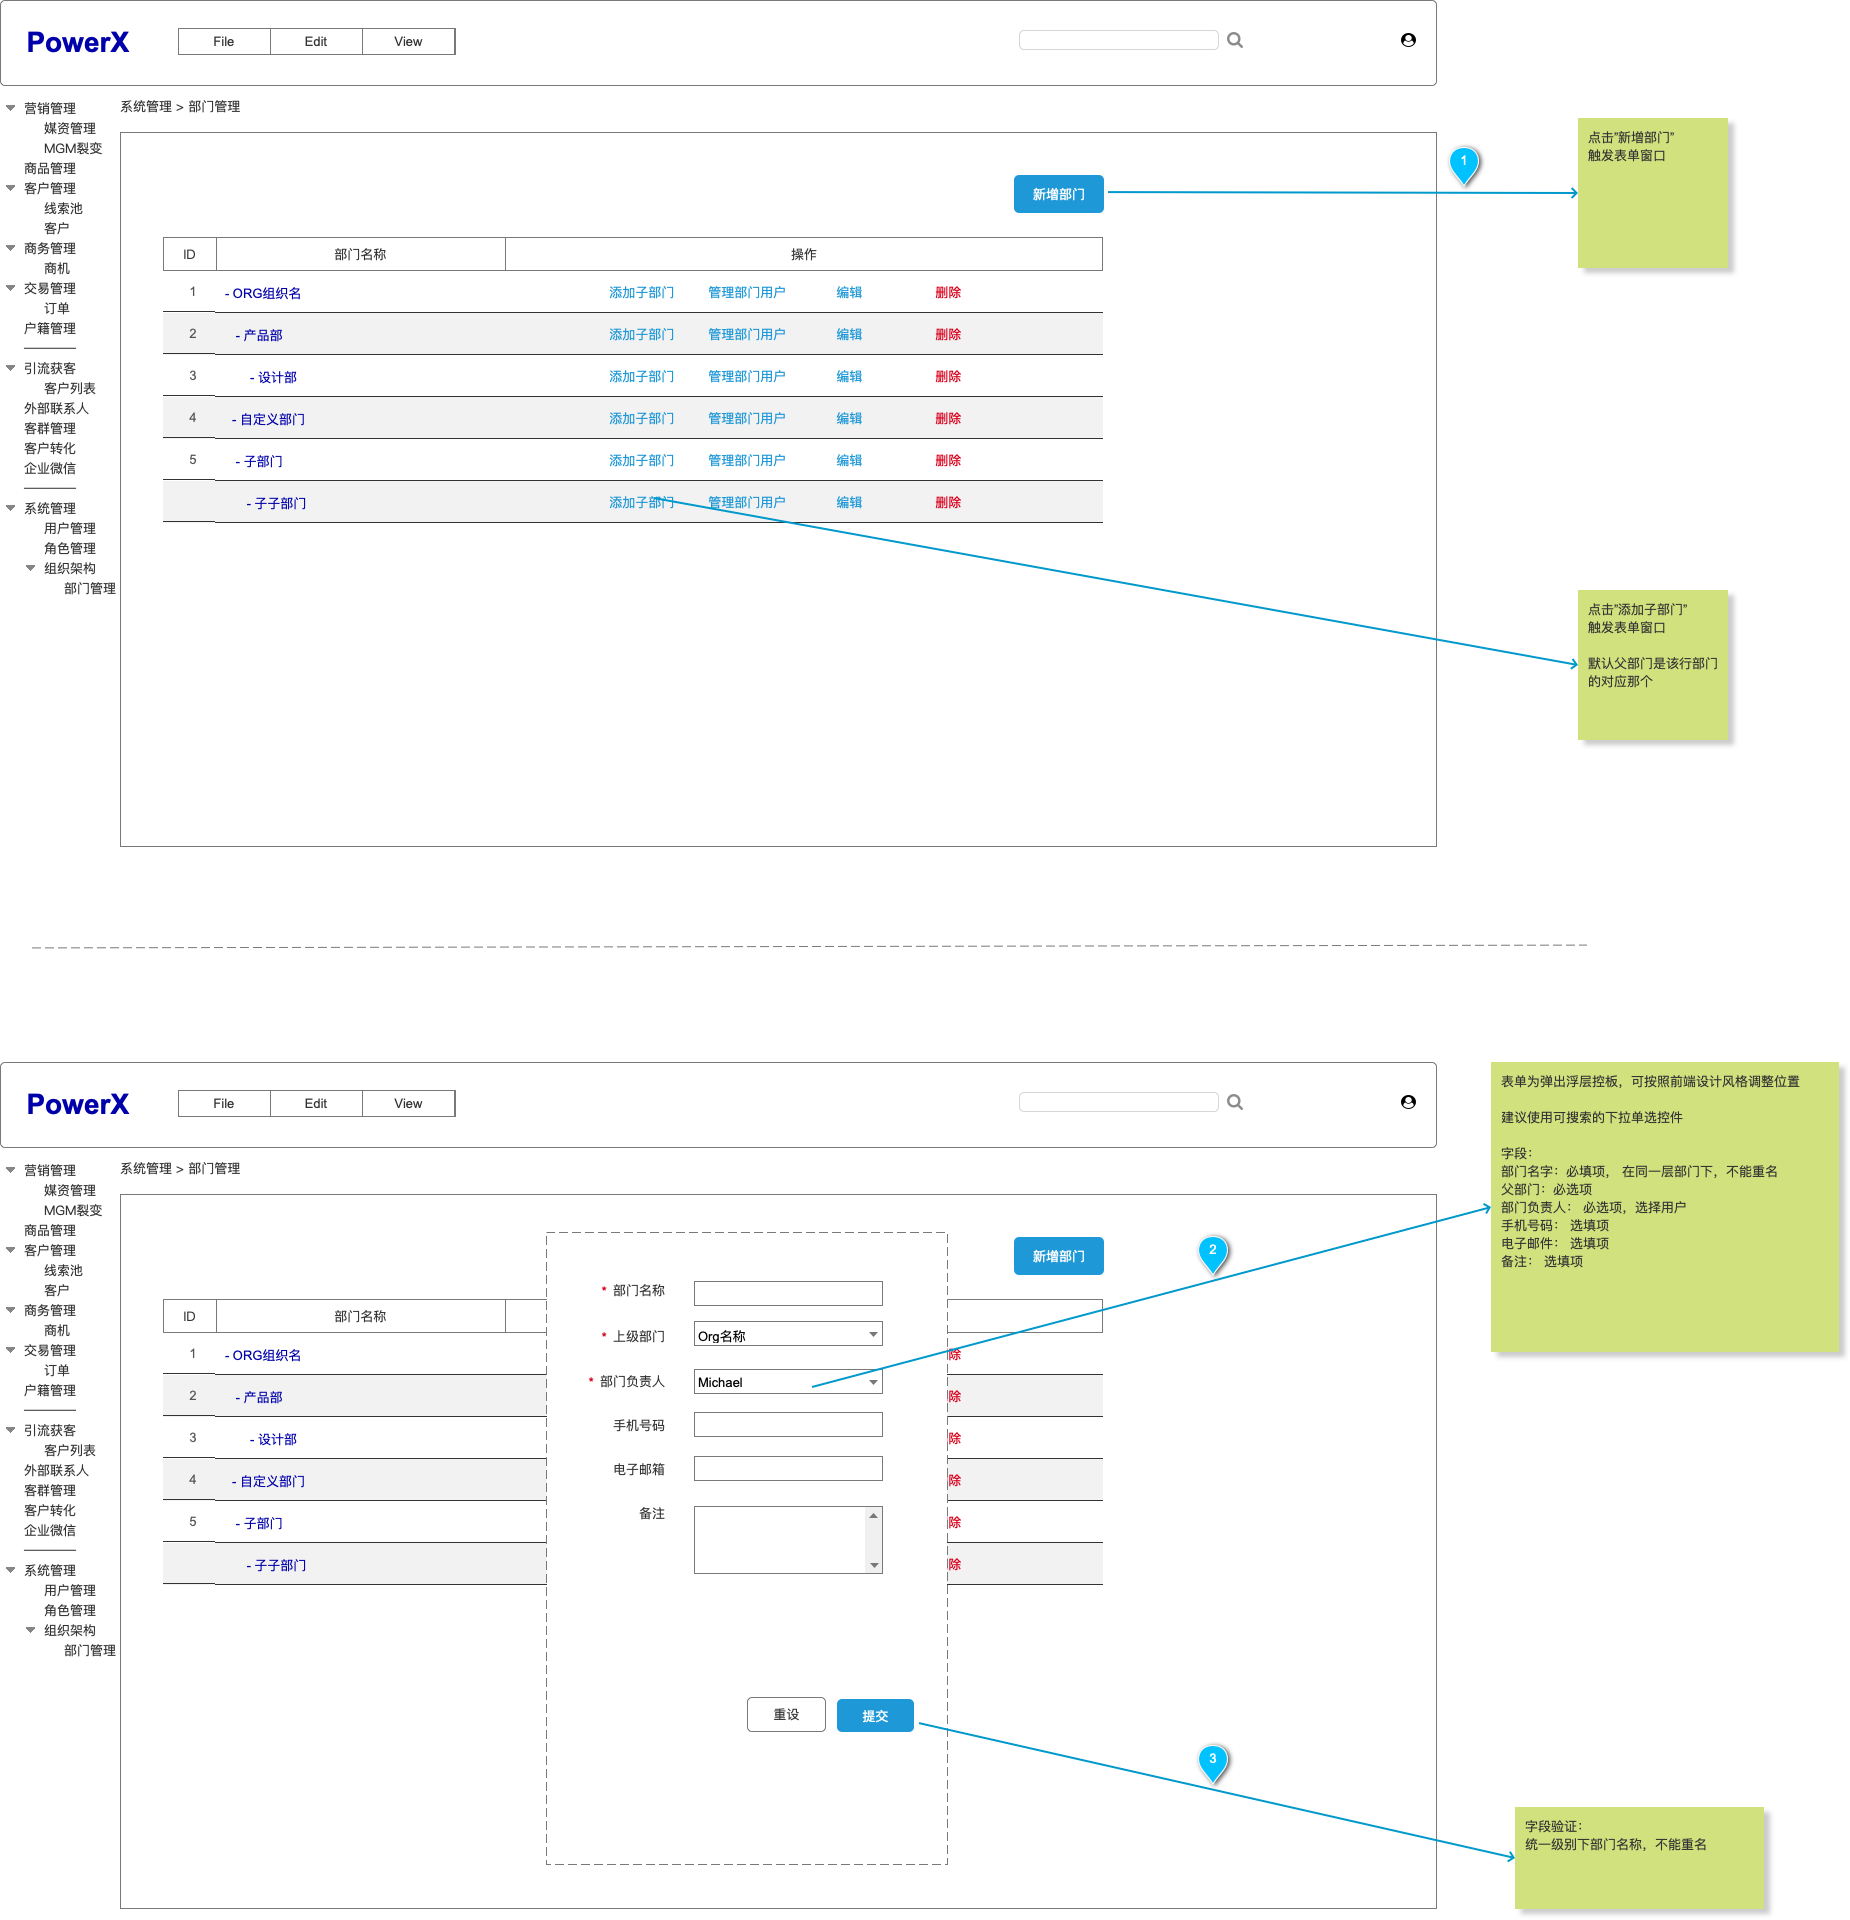 PowerX
File Edit View
系统管理 > 部门管理
营销管理
媒资管理
MGM裂变
商品管理
客户管理
线索池
客户
商务管理
商机
交易管理
订单
户籍管理
引流获客
客户列表
外部联系人
客群管理
客户转化
企业微信
系统管理
用户管理
角色管理
组织架构
部门管理
新增部门
ID 部门名称 操作
1 - ORG组织名 添加子部门 管理部门用户 编辑 删除
2 - 产品部 添加子部门 管理部门用户 编辑 删除
3 - 设计部 添加子部门 管理部门用户 编辑 删除
4 - 自定义部门 添加子部门 管理部门用户 编辑 删除
5 - 子部门 添加子部门 管理部门用户 编辑 删除
- 子子部门 添加子部门 管理部门用户 编辑 删除
1
点击”新增部门”
触发表单窗口
点击”添加子部门”
触发表单窗口
默认父部门是该行部门
的对应那个
PowerX
File Edit View
系统管理 > 部门管理
营销管理
媒资管理
MGM裂变
商品管理
客户管理
线索池
客户
商务管理
商机
交易管理
订单
户籍管理
引流获客
客户列表
外部联系人
客群管理
客户转化
企业微信
系统管理
用户管理
角色管理
组织架构
部门管理
新增部门
ID 部门名称
1 - ORG组织名 除
2 - 产品部 除
3 - 设计部 除
4 - 自定义部门 除
5 - 子部门 除
- 子子部门 除
* 部门名称
* 上级部门 Org名称
* 部门负责人 Michael
手机号码
电子邮箱
备注
重设 提交
2
表单为弹出浮层控板，可按照前端设计风格调整位置
建议使用可搜索的下拉单选控件
字段：
部门名字：必填项， 在同一层部门下，不能重名
父部门：必选项
部门负责人： 必选项，选择用户
手机号码： 选填项
电子邮件： 选填项
备注： 选填项
3
字段验证：
统一级别下部门名称，不能重名